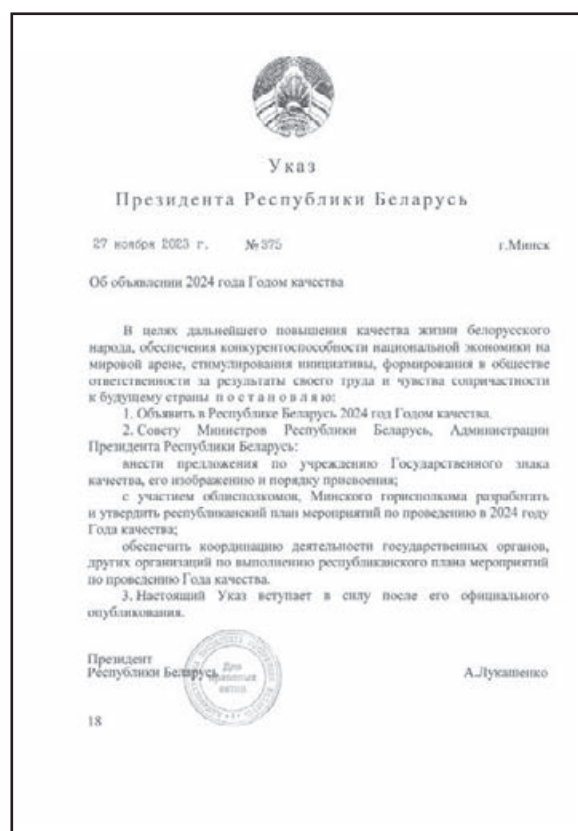 Указ
Президента Республики Беларусь
27 ноября 2023 г. № 375 г.Минск
Об объявлении 2024 года Годом качества
В целях дальнейшего повышения качества жизни белорусского
народа, обеспечения конкурентоспособности национальной экономики на
мировой арене, стимулирования инициативы, формирования в обществе
ответственности за результаты своего труда и чувства сопричастности
к будущему страны п о с т а н о в л я ю:
1. Объявить в Республике Беларусь 2024 год Годом качества.
2. Совету Министров Республики Беларусь, Администрации
Президента Республики Беларусь:
внести предложения по учреждению Государственного знака
качества, его изображению и порядку присвоения;
с участием облисполкомов, Минского горисполкома разработать
и утвердить республиканский план мероприятий по проведению в 2024 году
Года качества;
обеспечить координацию деятельности государственных органов,
других организаций по выполнению республиканского плана мероприятий
по проведению Года качества.
3. Настоящий Указ вступает в силу после его официального
опубликования.
Президент
Республики Беларусь А.Лукашенко
Для
правовых
актов
18